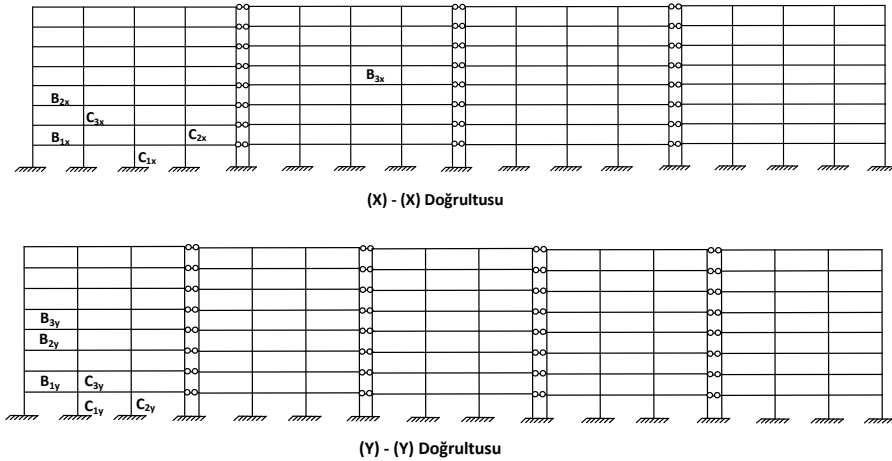 B3x
B2x
C3x
B1x
C2x
C1x
(X) - (X) Doğrultusu
B3y
B2y
B1y C3y
C1y C2y
(Y) - (Y) Doğrultusu